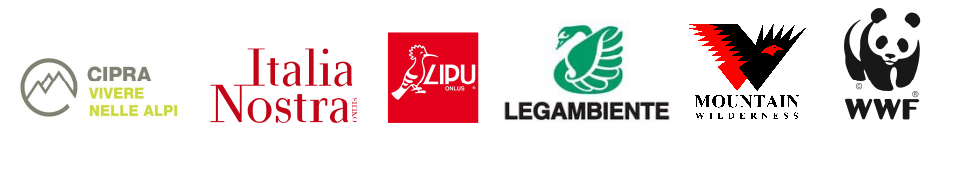 CIPRA
VIVERE
NELLE ALPI
Italia
Nostra
ONLUS
LIPU
ONLUS ©
LEGAMBIENTE
MOUNTAIN
WILDERNESS
©
®
WWF